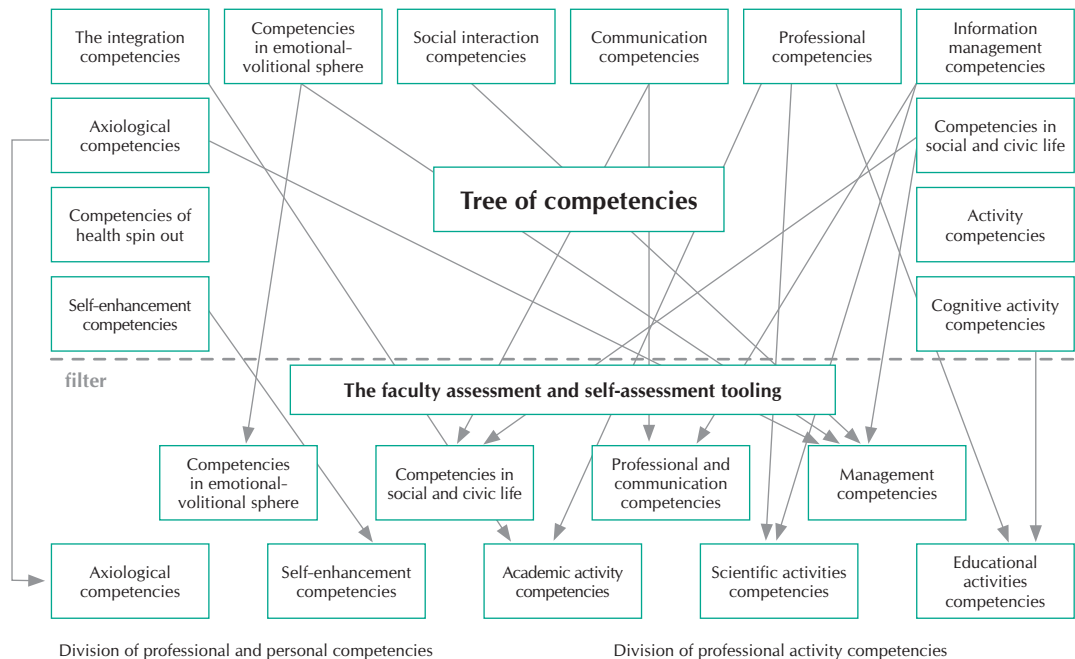 The integration
competencies
Competencies
in emotional-
volitional sphere
Social interaction
competencies
Communication
competencies
Professional
competencies
Information
management
competencies
Axiological
competencies
Competencies in
social and civic life
Tree of competencies
Competencies of
health spin out
Activity
competencies
Self-enhancement
competencies
Cognitive activity
competencies
filter
The faculty assessment and self-assessment tooling
Competencies
in emotional-
volitional sphere
Competencies in
social and civic life
Professional and
communication
competencies
Management
competencies
Axiological
competencies
Self-enhancement
competencies
Academic activity
competencies
Scientific activities
competencies
Educational
activities
competencies
Division of professional and personal competencies
Division of professional activity competencies